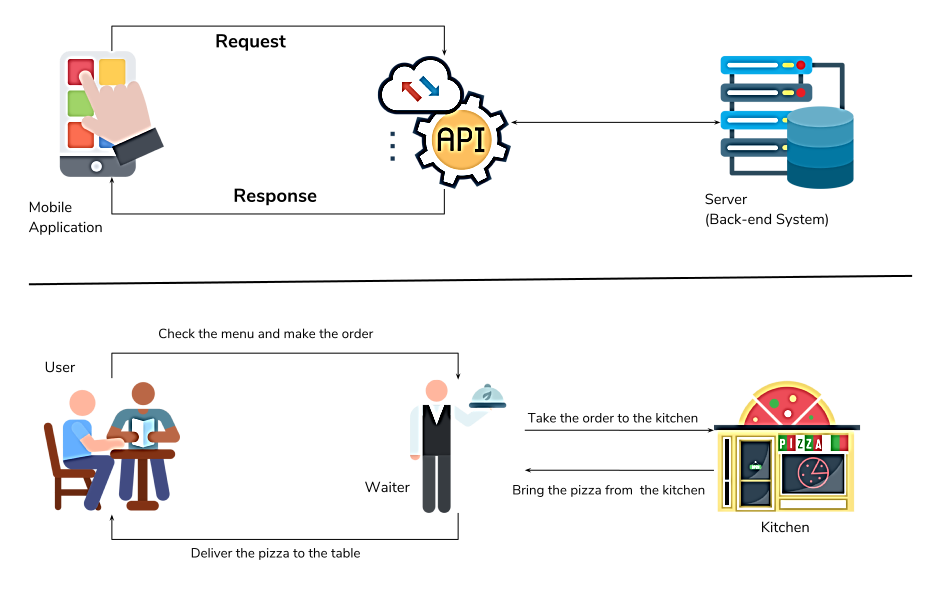 Request
API
Response
Mobile
Application
Server
(Back-end System)
Check the menu and make the order
User
Take the order to the kitchen
PIZZA
Waiter
Bring the pizza from  the kitchen
Kitchen
Deliver the pizza to the table